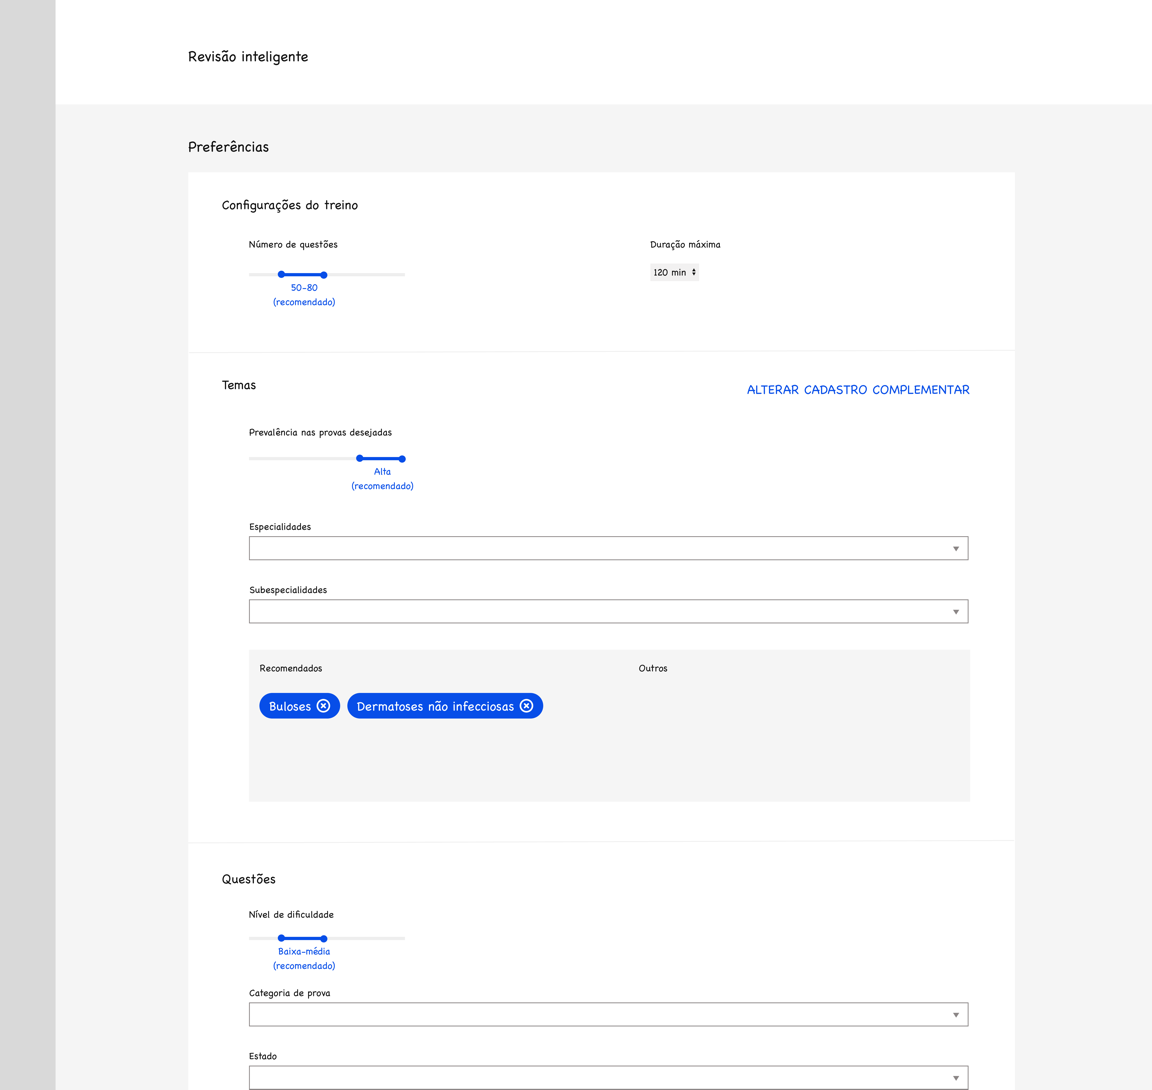 Revisão inteligente
Preferências
Configurações do treino
Número de questões
50-80
(recomendado)
Duração máxima
120 min
Temas
ALTERAR CADASTRO COMPLEMENTAR
Prevalência nas provas desejadas
Alta
(recomendado)
Especialidades
Subespecialidades
Recomendados
Outros
Buloses
Dermatoses não infecciosas
Questões
Nível de dificuldade
Baixa-média
(recomendado)
Categoria de prova
Estado